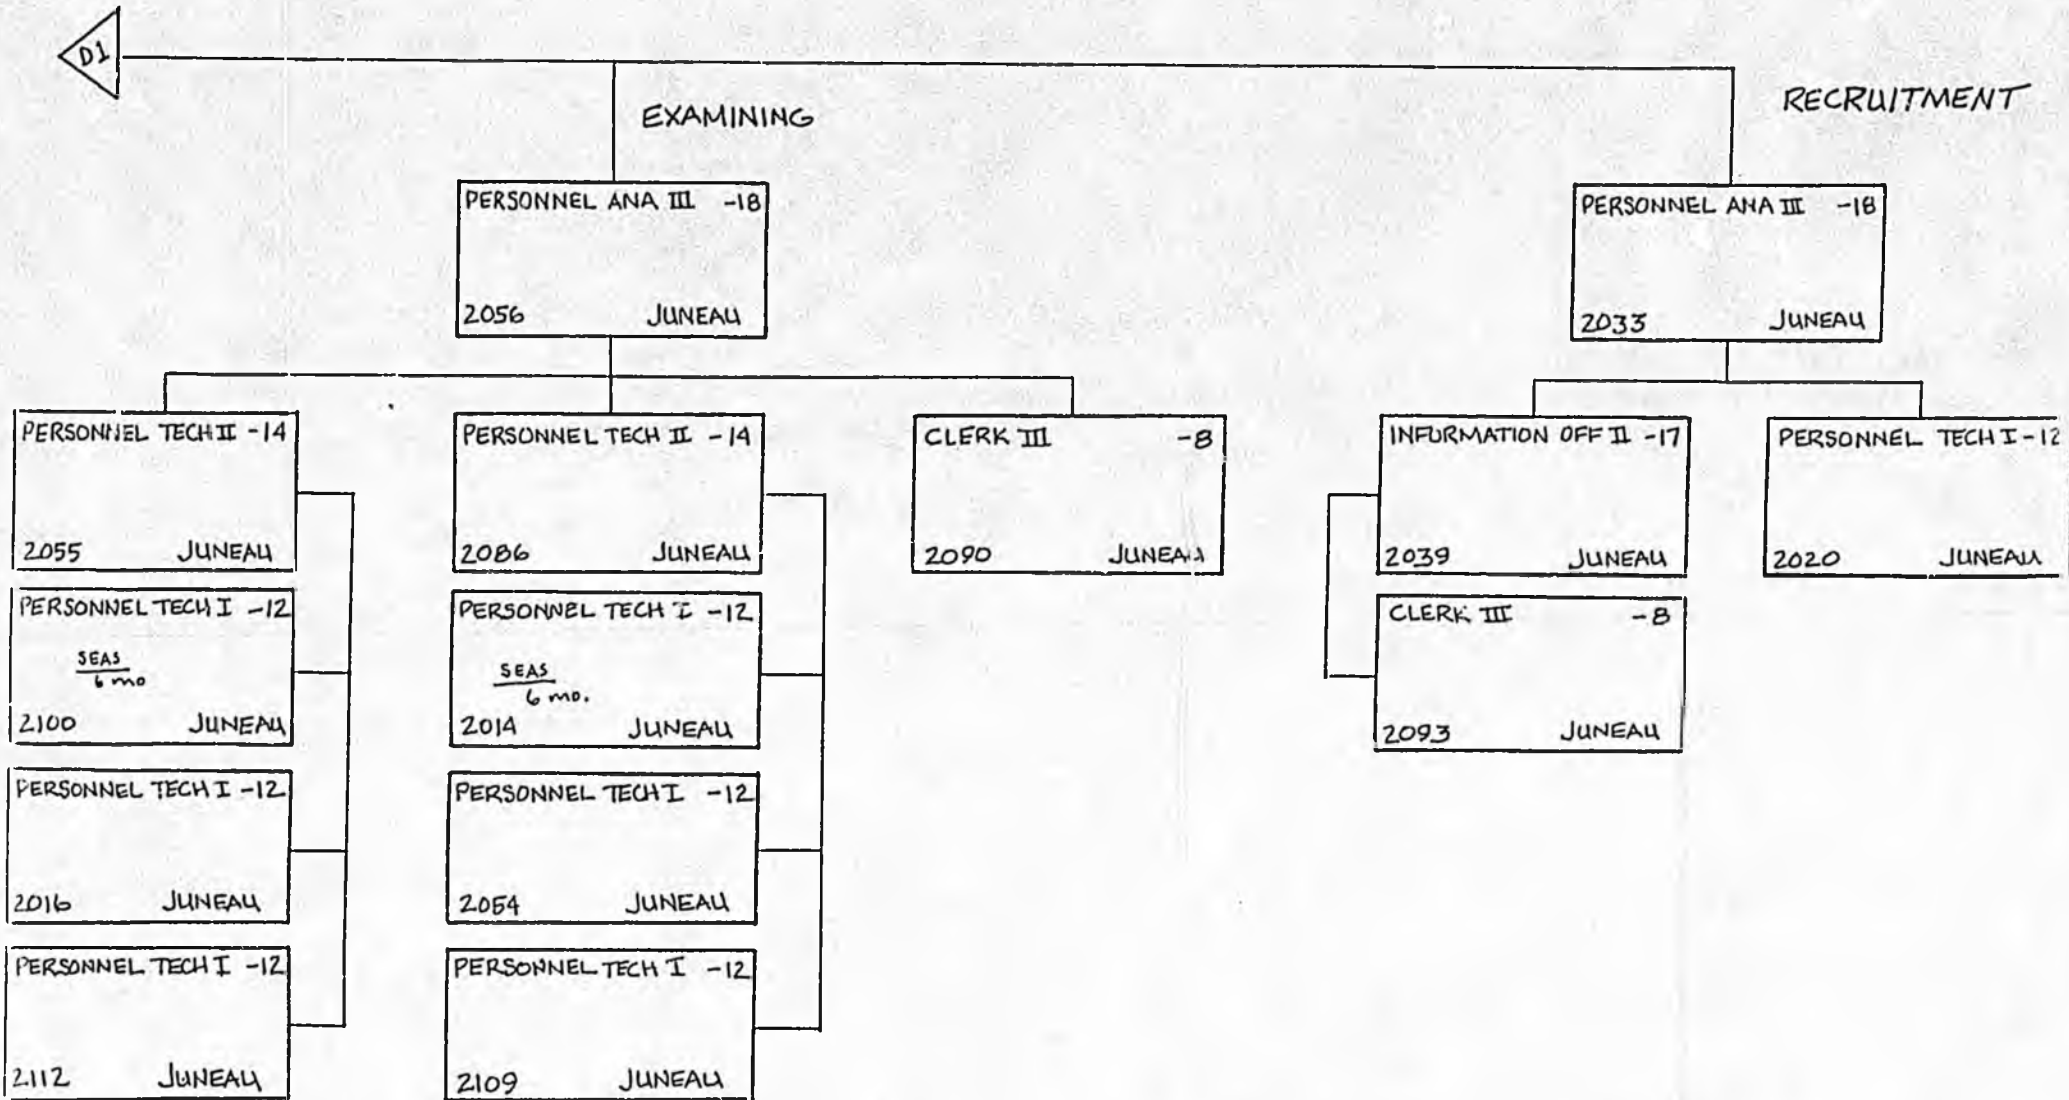 D1
EXAMINING
RECRUITMENT
PERSONNEL ANA III -18
2056 JUNEAU
PERSONNEL ANA III -18
2033 JUNEAU
PERSONNEL TECH II -14
2055 JUNEAU
PERSONNEL TECH I -12
SEAS
6 mo
2100 JUNEAU
PERSONNEL TECH I -12
2016 JUNEAU
PERSONNEL TECH I -12
2112 JUNEAU
PERSONNEL TECH II -14
2086 JUNEAU
PERSONNEL TECH I -12
SEAS
6 mo.
2014 JUNEAU
PERSONNEL TECH I -12
2054 JUNEAU
PERSONNEL TECH I -12
2109 JUNEAU
CLERK III -8
2090 JUNEAU
INFORMATION OFF II -17
2039 JUNEAU
CLERK III -8
2093 JUNEAU
PERSONNEL TECH I -12
2020 JUNEAU